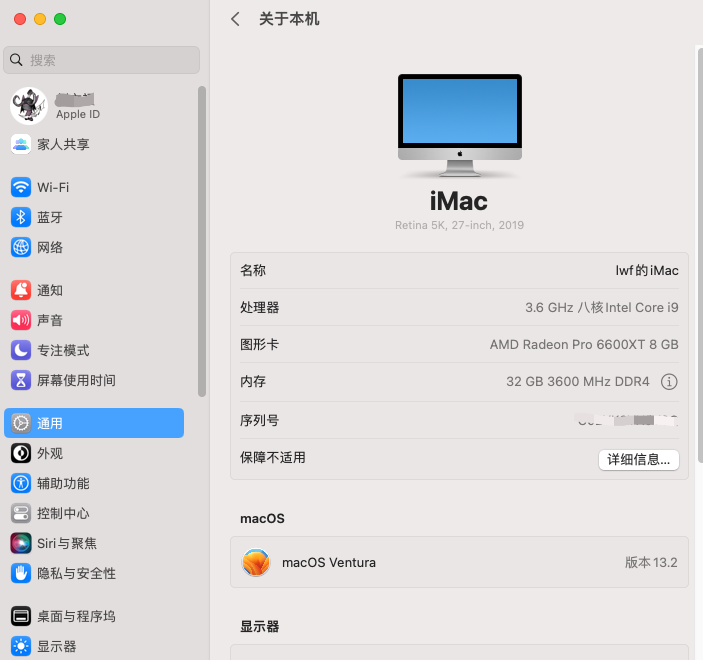 关于本机
搜索
Apple ID
家人共享
Wi-Fi
蓝牙
网络
通知
声音
专注模式
屏幕使用时间
通用
外观
辅助功能
控制中心
Siri与聚焦
隐私与安全性
桌面与程序坞
显示器
iMac
Retina 5K, 27-inch, 2019
名称 lwf的iMac
处理器 3.6 GHz 八核Intel Core i9
图形卡 AMD Radeon Pro 6600XT 8 GB
内存 32 GB 3600 MHz DDR4
序列号
保障不适用 详细信息...
macOS
macOS Ventura 版本13.2
显示器